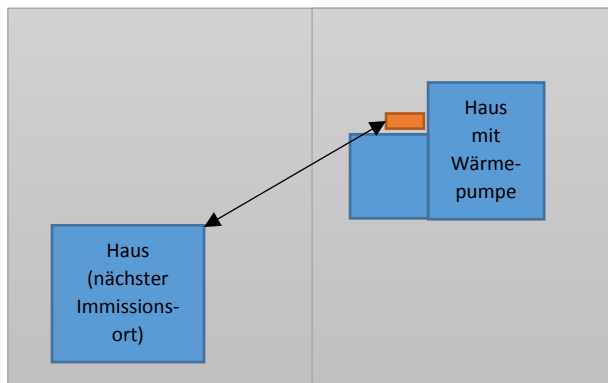 Haus
mit
Wärme-
pumpe
Haus
(nächster
Immissions-
ort)